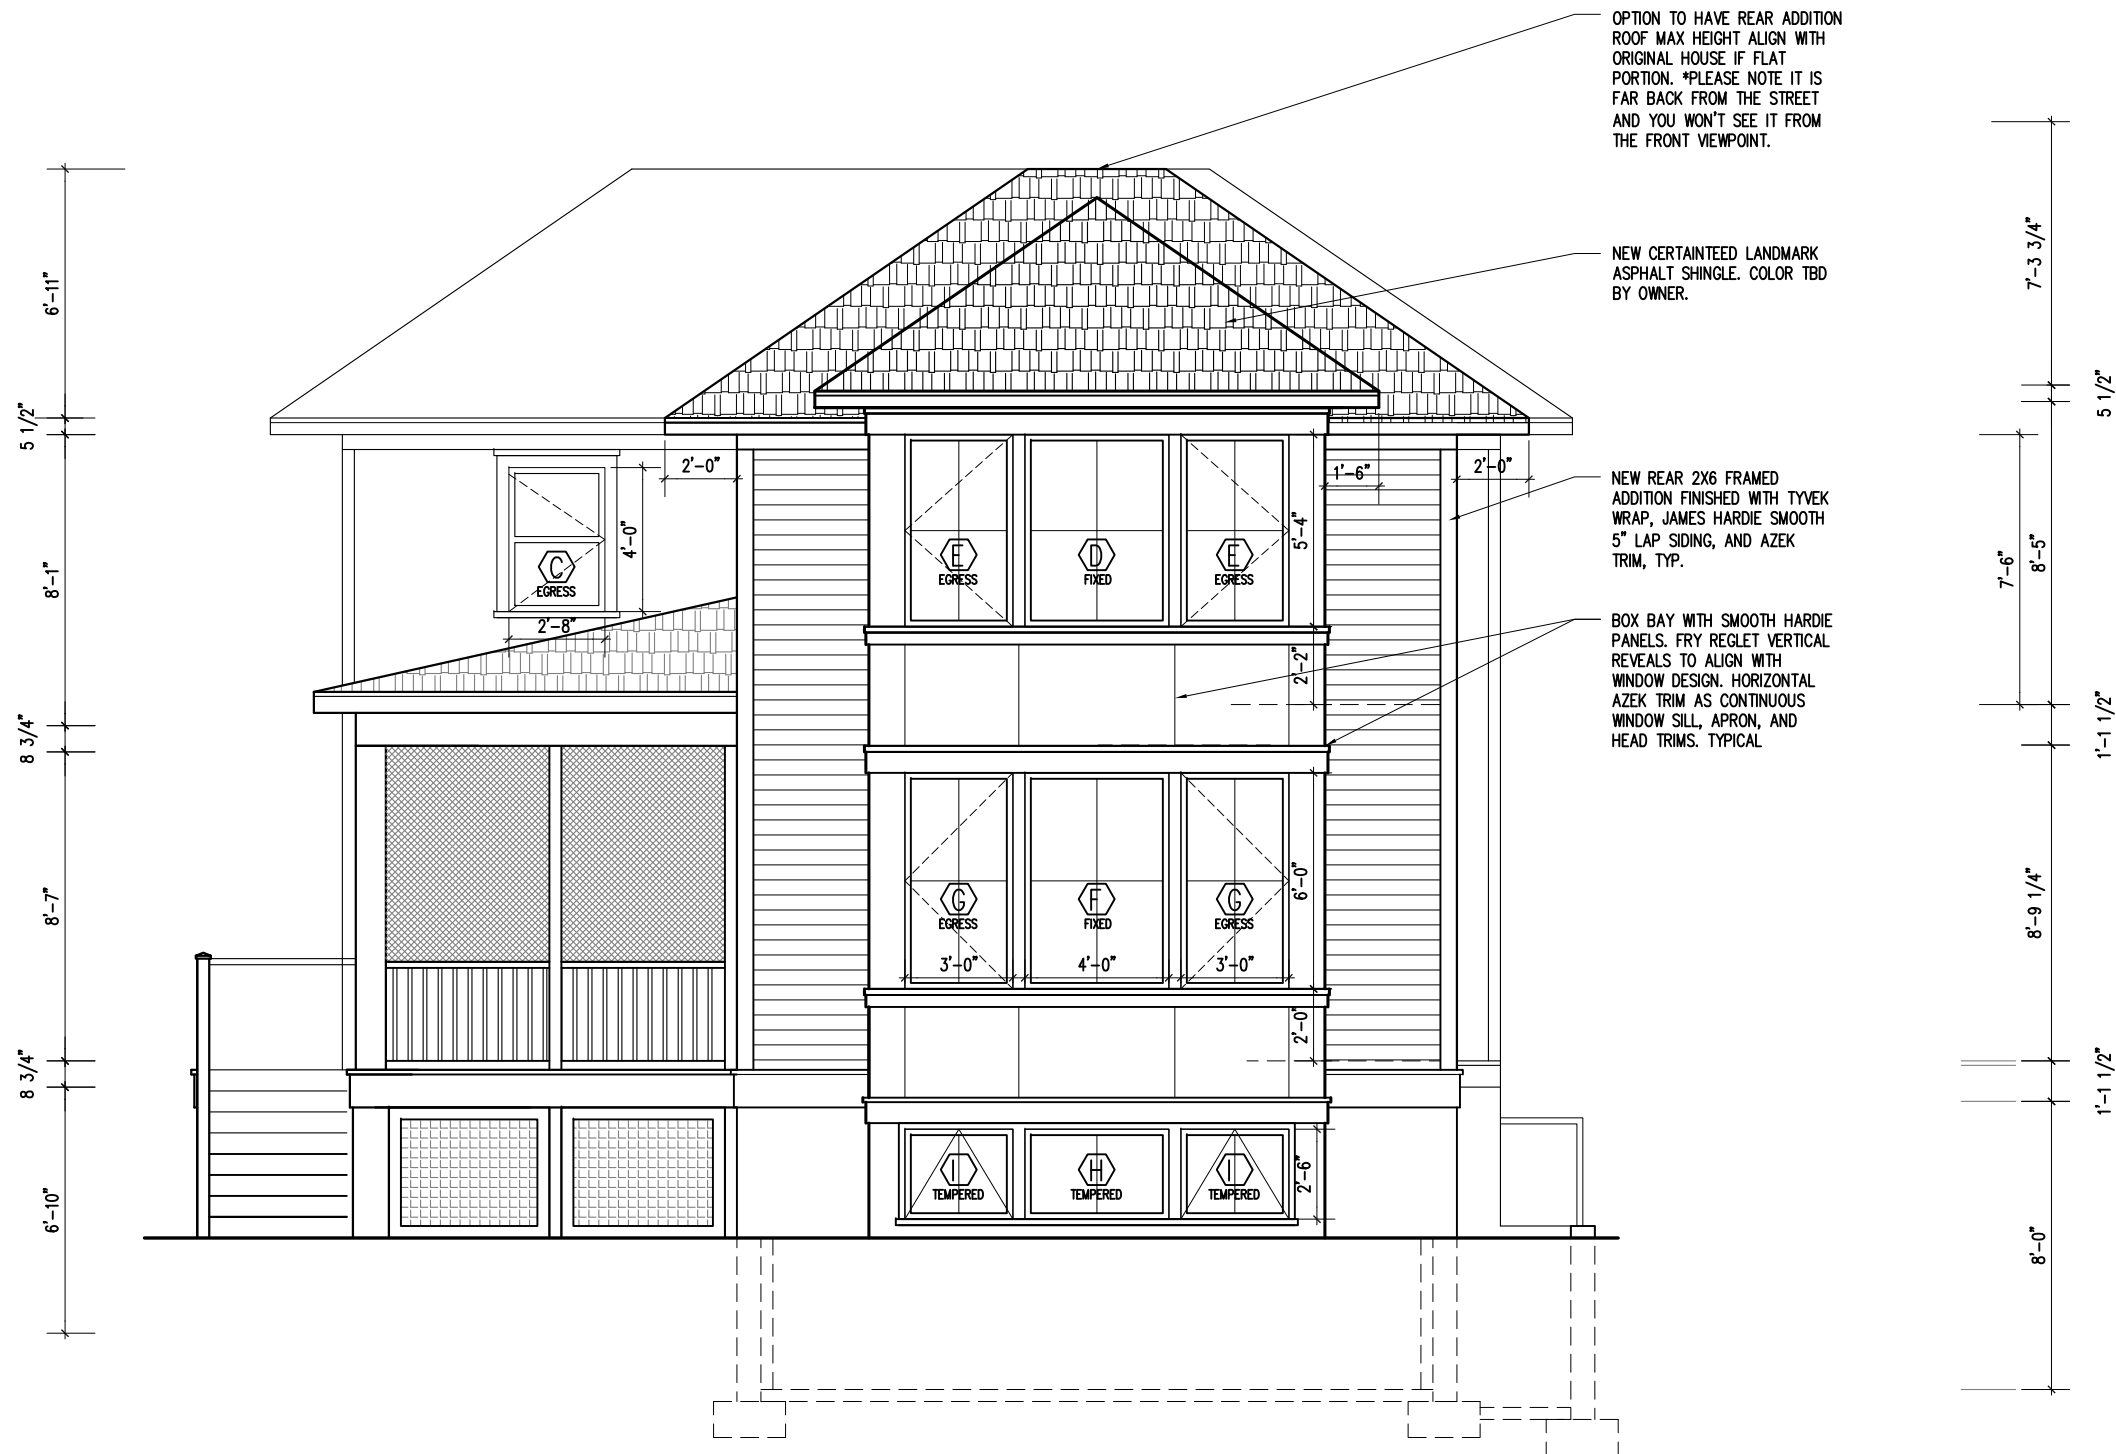 OPTION TO HAVE REAR ADDITION
ROOF MAX HEIGHT ALIGN WITH
ORIGINAL HOUSE IF FLAT
PORTION. *PLEASE NOTE IT IS
FAR BACK FROM THE STREET
AND YOU WON'T SEE IT FROM
THE FRONT VIEWPOINT.
NEW CERTAINTEED LANDMARK
ASPHALT SHINGLE. COLOR TBD
BY OWNER.
NEW REAR 2X6 FRAMED
ADDITION FINISHED WITH TYVEK
WRAP, JAMES HARDIE SMOOTH
5" LAP SIDING, AND AZEK
TRIM, TYP.
BOX BAY WITH SMOOTH HARDIE
PANELS. FRY REGLET VERTICAL
REVEALS TO ALIGN WITH
WINDOW DESIGN. HORIZONTAL
AZEK TRIM AS CONTINUOUS
WINDOW SILL, APRON, AND
HEAD TRIMS. TYPICAL
6'-11"
5 1/2"
8'-1"
8 3/4"
8'-7"
8 3/4"
6'-10"
2'-0"
1'-6"
2'-0"
4'-0"
C
EGRESS
2'-8"
E
EGRESS
D
FIXED
E
EGRESS
5'-4"
2'-2"
G
EGRESS
F
FIXED
G
EGRESS
6'-0"
3'-0"
4'-0"
3'-0"
2'-0"
I
TEMPERED
H
TEMPERED
I
TEMPERED
2'-6"
7'-3 3/4"
5 1/2"
7'-6"
8'-5"
1'-1 1/2"
8'-9 1/4"
1'-1 1/2"
8'-0"